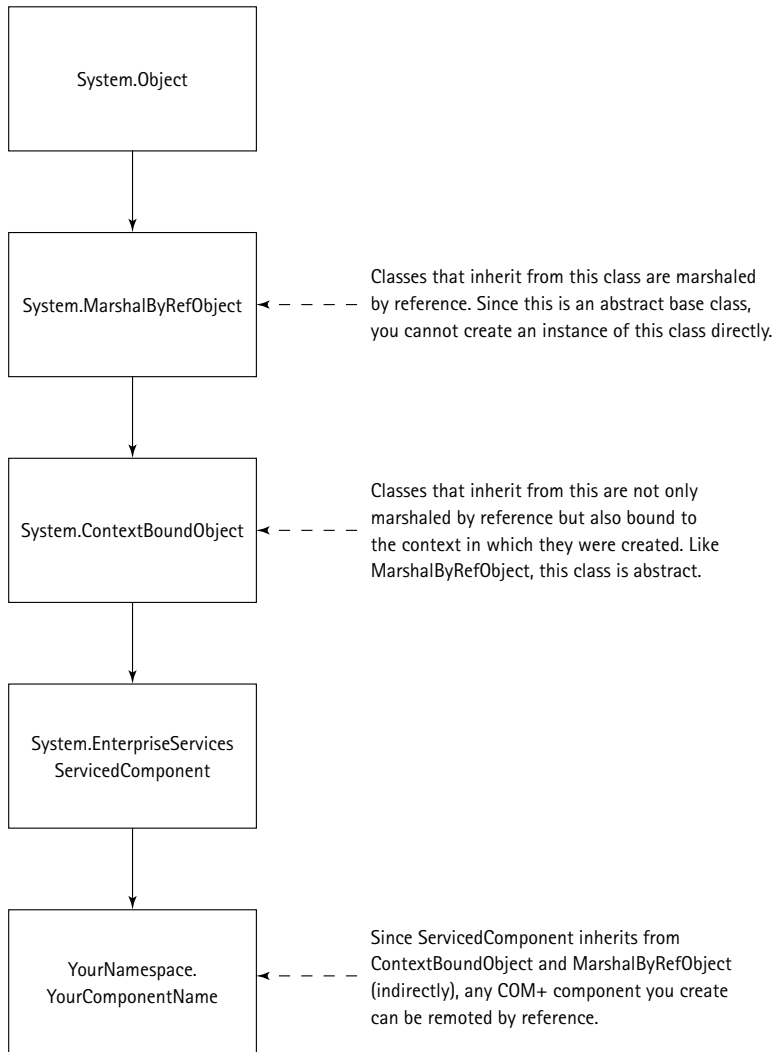 System.Object
System.MarshalByRefObject
Classes that inherit from this class are marshaled
by reference. Since this is an abstract base class,
you cannot create an instance of this class directly.
System.ContextBoundObject
Classes that inherit from this are not only
marshaled by reference but also bound to
the context in which they were created. Like
MarshalByRefObject, this class is abstract.
System.EnterpriseServices
ServicedComponent
YourNamespace.
YourComponentName
Since ServicedComponent inherits from
ContextBoundObject and MarshalByRefObject
(indirectly), any COM+ component you create
can be remoted by reference.